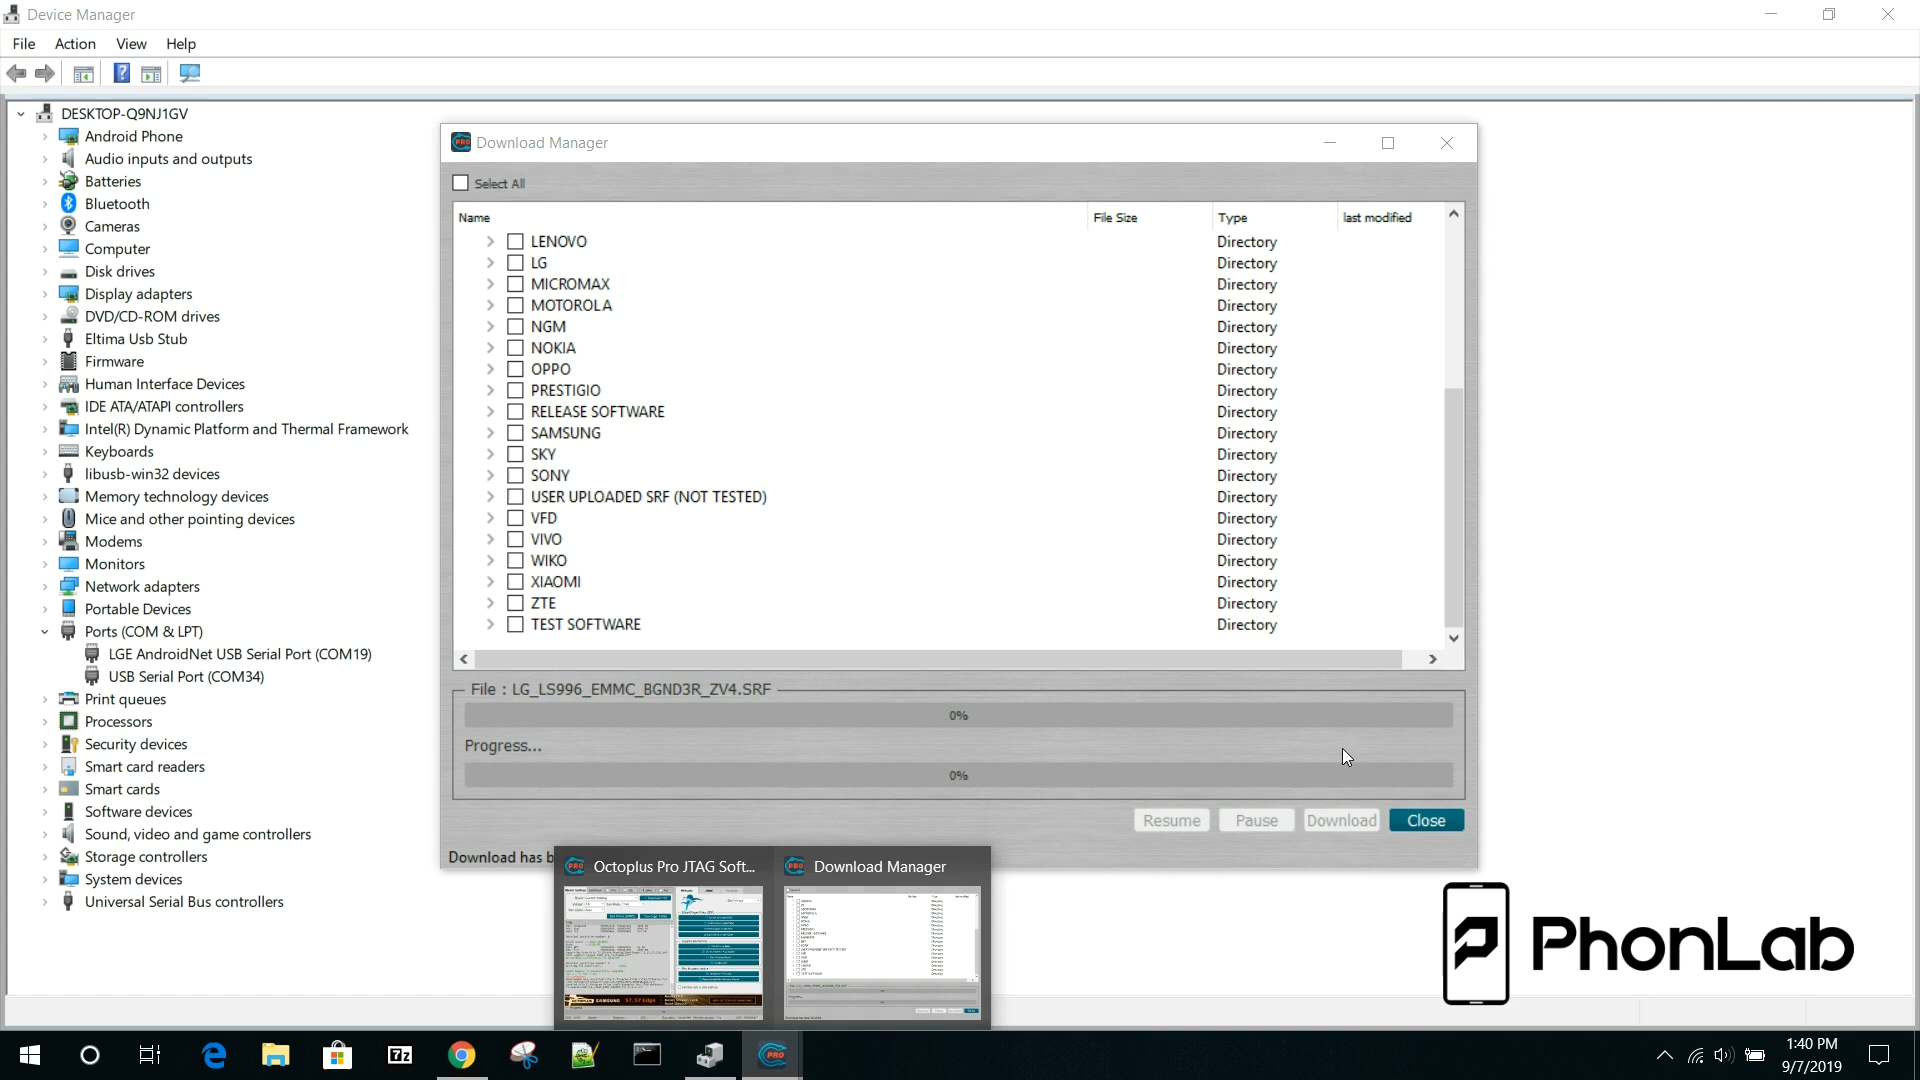 Device Manager
File Action View Help
DESKTOP-Q9NJ1GV
Android Phone
Audio inputs and outputs
Batteries
Bluetooth
Cameras
Computer
Disk drives
Display adapters
DVD/CD-ROM drives
Eltima Usb Stub
Firmware
Human Interface Devices
IDE ATA/ATAPI controllers
Intel(R) Dynamic Platform and Thermal Framework
Keyboards
libusb-win32 devices
Memory technology devices
Mice and other pointing devices
Modems
Monitors
Network adapters
Portable Devices
Ports (COM & LPT)
LGE AndroidNet USB Serial Port (COM19)
USB Serial Port (COM34)
Print queues
Processors
Security devices
Smart card readers
Smart cards
Software devices
Sound, video and game controllers
Storage controllers
System devices
Universal Serial Bus controllers
PRO Download Manager
Select All
Name File Size Type last modified
LENOVO Directory
LG Directory
MICROMAX Directory
MOTOROLA Directory
NGM Directory
NOKIA Directory
OPPO Directory
PRESTIGIO Directory
RELEASE SOFTWARE Directory
SAMSUNG Directory
SKY Directory
SONY Directory
USER UPLOADED SRF (NOT TESTED) Directory
VFD Directory
VIVO Directory
WIKO Directory
XIAOMI Directory
ZTE Directory
TEST SOFTWARE Directory
File : LG_LS996_EMMC_BGND3R_ZV4.SRF
0%
Progress...
0%
Resume Pause Download Close
Download has b
PRO Octoplus Pro JTAG Soft... PRO Download Manager
SAMSUNG S7, S7 Edge
PhonLab
7z PRO
1:40 PM
9/7/2019